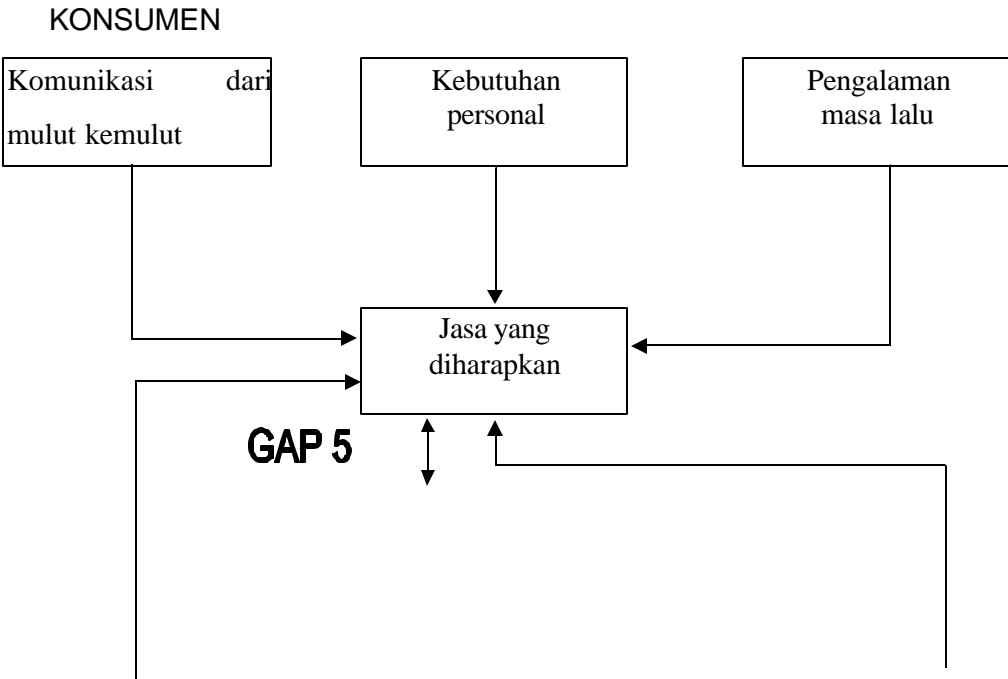 KONSUMEN
Komunikasi dari
mulut kemulut
Kebutuhan
personal
Pengalaman
masa lalu
Jasa yang
diharapkan
GAP 5